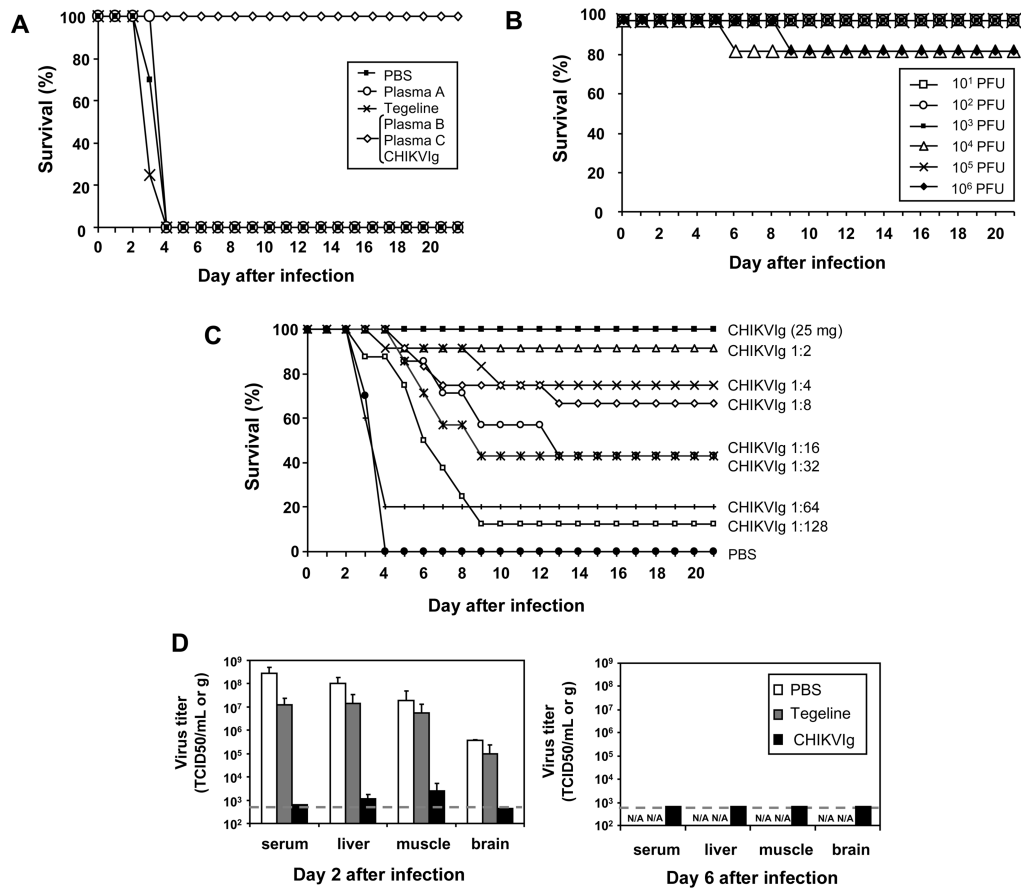 A
Survival (%)
100
80
60
40
20
0
0 2 4 6 8 10 12 14 16 18 20
Day after infection
PBS
Plasma A
Tegeline
Plasma B
Plasma C
CHIKVIg
B
Survival (%)
100
80
60
40
20
0
0 2 4 6 8 10 12 14 16 18 20
Day after infection
10¹ PFU
10² PFU
10³ PFU
10⁴ PFU
10⁵ PFU
10⁶ PFU
C
Survival (%)
100
80
60
40
20
0
0 2 4 6 8 10 12 14 16 18 20
Day after infection
CHIKVIg (25 mg)
CHIKVIg 1:2
CHIKVIg 1:4
CHIKVIg 1:8
CHIKVIg 1:16
CHIKVIg 1:32
CHIKVIg 1:64
CHIKVIg 1:128
PBS
D
Virus titer
(TCID50/mL or g)
10⁹
10⁸
10⁷
10⁶
10⁵
10⁴
10³
10²
serum liver muscle brain
Day 2 after infection
Virus titer
(TCID50/mL or g)
10⁹
10⁸
10⁷
10⁶
10⁵
10⁴
10³
10²
PBS
Tegeline
CHIKVIg
N/A N/A N/A N/A N/A N/A N/A N/A
serum liver muscle brain
Day 6 after infection